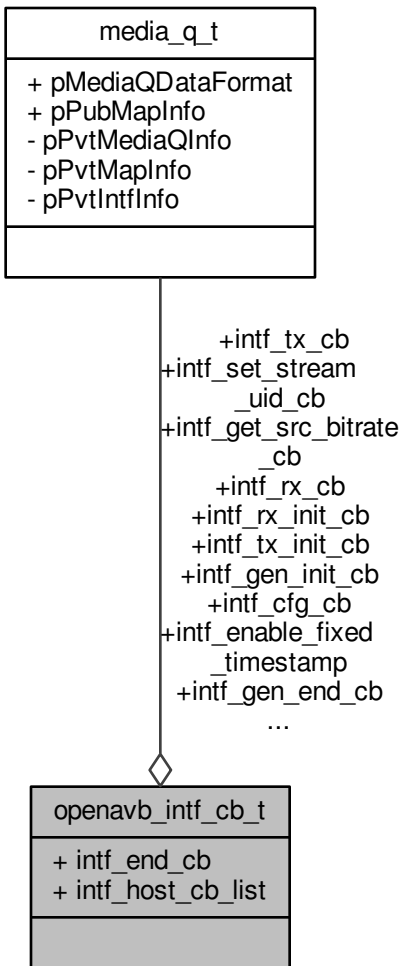 media_q_t
+ pMediaQDataFormat
+ pPubMapInfo
- pPvtMediaQInfo
- pPvtMapInfo
- pPvtIntfInfo
+intf_tx_cb
+intf_set_stream
_uid_cb
+intf_get_src_bitrate
_cb
+intf_rx_cb
+intf_rx_init_cb
+intf_tx_init_cb
+intf_gen_init_cb
+intf_cfg_cb
+intf_enable_fixed
_timestamp
+intf_gen_end_cb
...
openavb_intf_cb_t
+ intf_end_cb
+ intf_host_cb_list